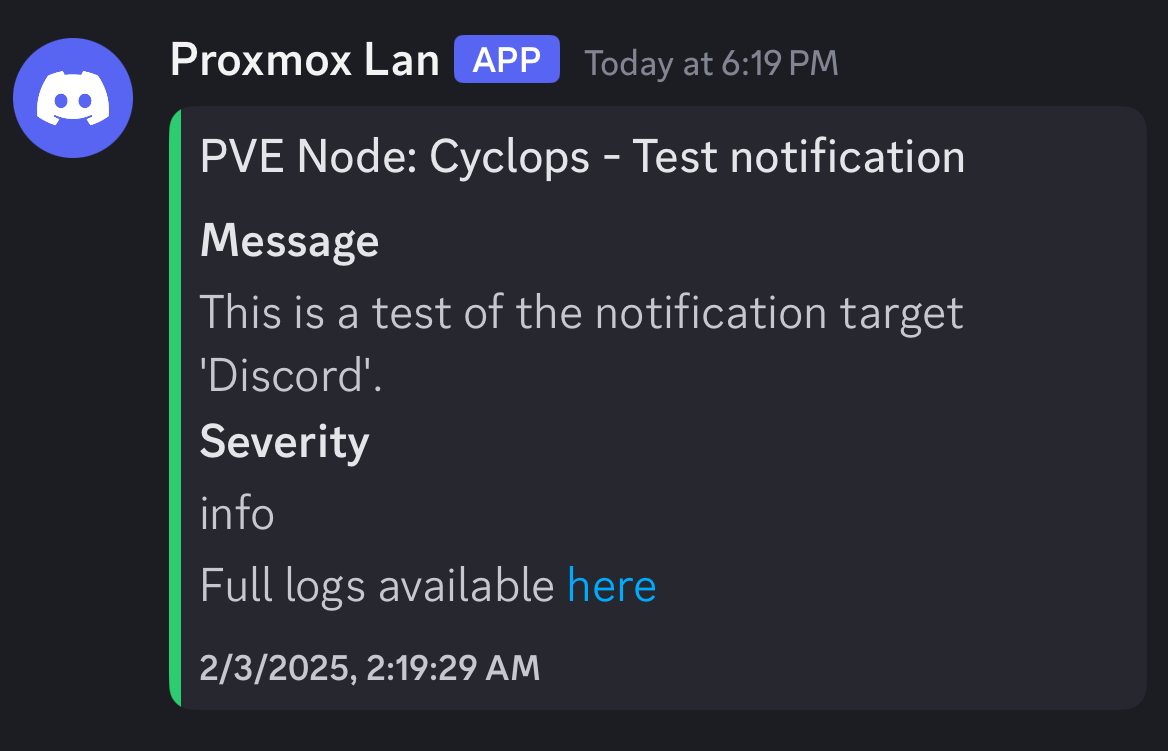 Proxmox Lan APP Today at 6:19 PM
PVE Node: Cyclops - Test notification
Message
This is a test of the notification target
'Discord'.
Severity
info
Full logs available here
2/3/2025, 2:19:29 AM